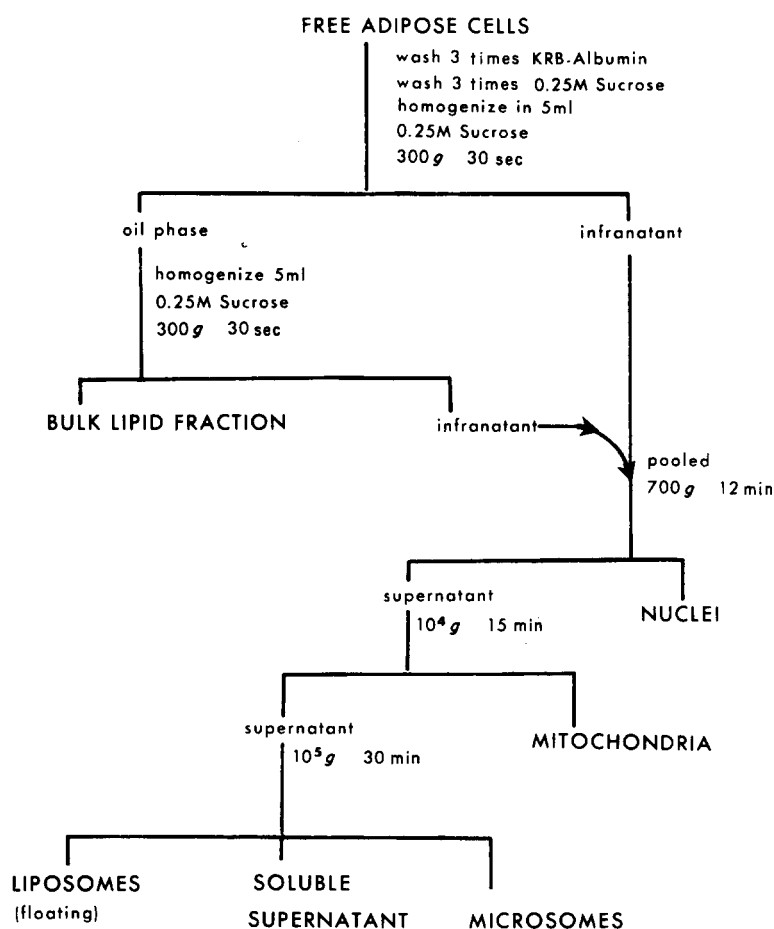 FREE ADIPOSE CELLS
wash 3 times KRB-Albumin
wash 3 times 0.25M Sucrose
homogenize in 5ml
0.25M Sucrose
300g 30 sec
oil phase
infranatant
homogenize 5ml
0.25M Sucrose
300g 30 sec
BULK LIPID FRACTION
infranatant
pooled
700g 12 min
supernatant
10⁴g 15 min
NUCLEI
supernatant
10⁵g 30 min
MITOCHONDRIA
LIPOSOMES
(floating)
SOLUBLE
SUPERNATANT
MICROSOMES